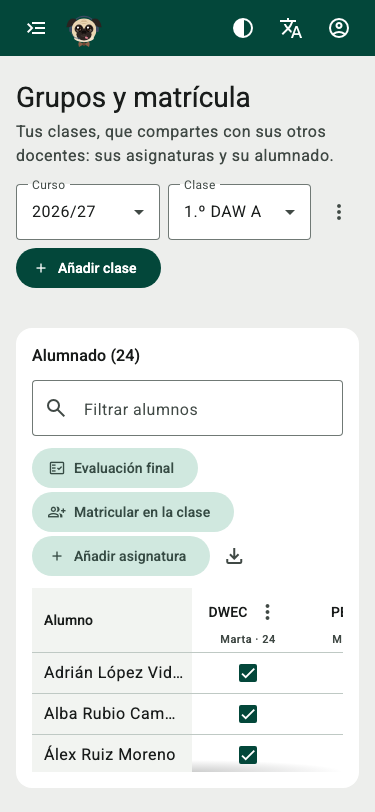 Grupos y matrícula
Tus clases, que compartes con sus otros
docentes: sus asignaturas y su alumnado.
Curso
2026/27
Clase
1.º DAW A
Añadir clase
Alumnado (24)
Filtrar alumnos
Evaluación final
Matricular en la clase
Añadir asignatura
Alumno
DWEC
Marta · 24
Adrián López Vid...
Alba Rubio Cam...
Álex Ruiz Moreno